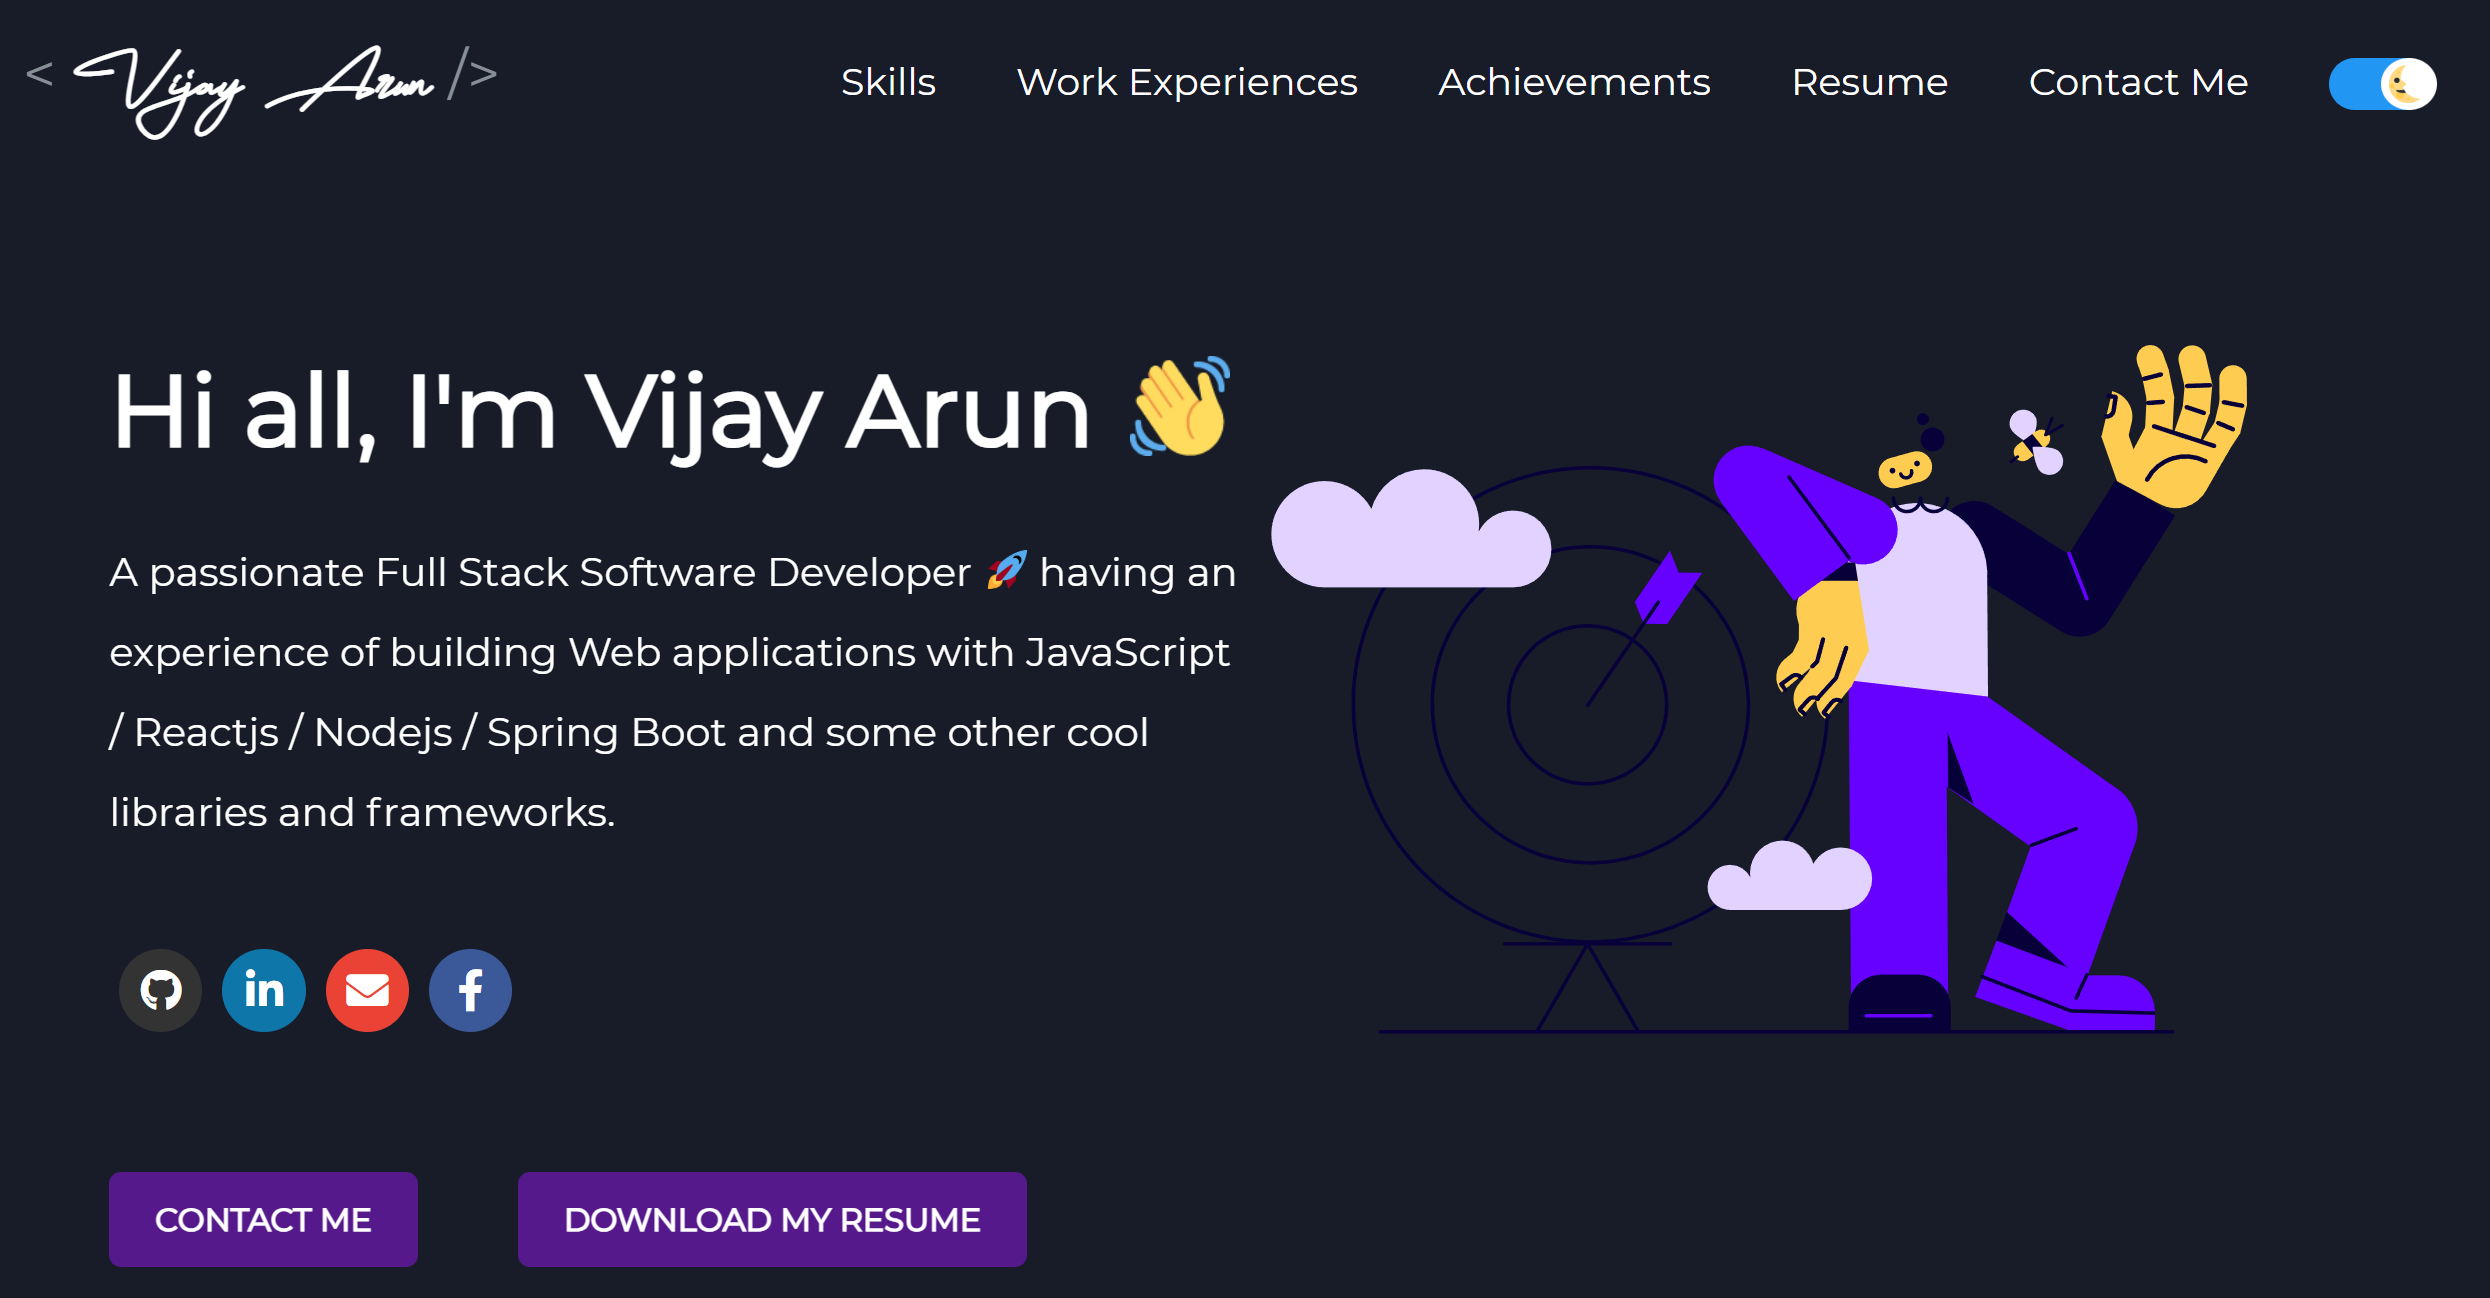 < Vijay Arun />
Skills
Work Experiences
Achievements
Resume
Contact Me
Hi all, I'm Vijay Arun 👋
A passionate Full Stack Software Developer 🚀 having an
experience of building Web applications with JavaScript
/ Reactjs / Nodejs / Spring Boot and some other cool
libraries and frameworks.
in
f
CONTACT ME
DOWNLOAD MY RESUME